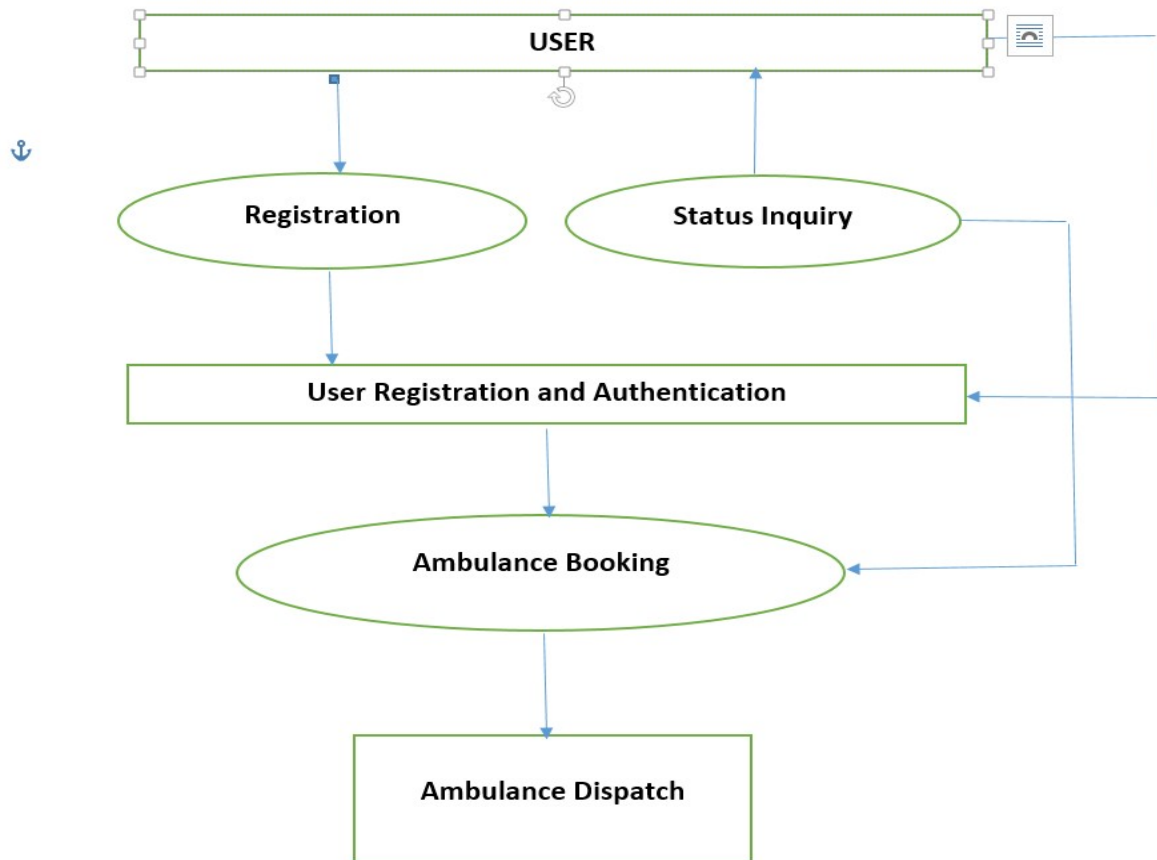 USER
Registration
Status Inquiry
User Registration and Authentication
Ambulance Booking
Ambulance Dispatch